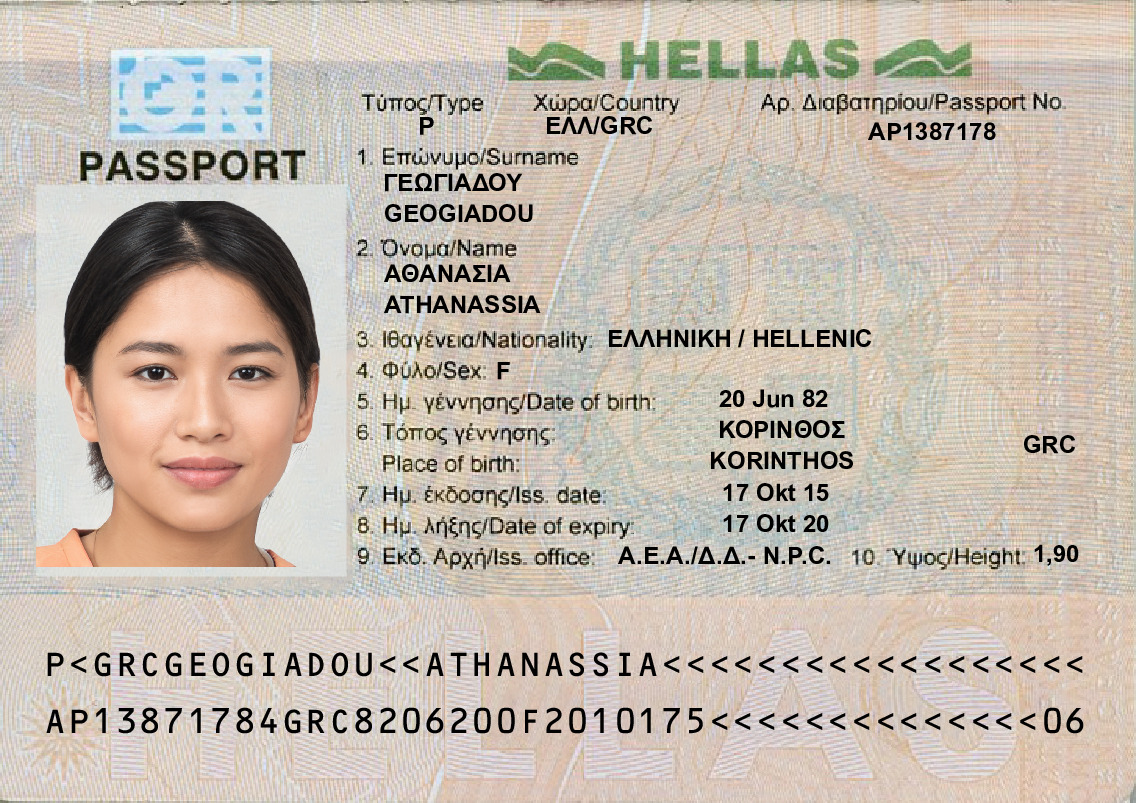 GR
HELLAS
PASSPORT
Τύπος/Type Χώρα/Country Αρ. Διαβατηρίου/Passport No.
P ΕΛΛ/GRC AP1387178
1. Επώνυμο/Surname
ΓΕΩΓΙΑΔΟΥ
GEOGIADOU
2. Όνομα/Name
ΑΘΑΝΑΣΙΑ
ATHANASSIA
3. Ιθαγένεια/Nationality: ΕΛΛΗΝΙΚΗ / HELLENIC
4. Φύλο/Sex: F
5. Ημ. γέννησης/Date of birth: 20 Jun 82
6. Τόπος γέννησης: ΚΟΡΙΝΘΟΣ
Place of birth: KORINTHOS GRC
7. Ημ. έκδοσης/Iss. date: 17 Okt 15
8. Ημ. λήξης/Date of expiry: 17 Okt 20
9 Εκδ. Αρχή/Iss. office: Α.Ε.Α./Δ.Δ.- N.P.C. 10. Ύψος/Height: 1,90
HELLAS
P<GRCGEOGIADOU<<ATHANASSIA<<<<<<<<<<<<<<<<<<
AP13871784GRC8206200F2010175<<<<<<<<<<<<<<06